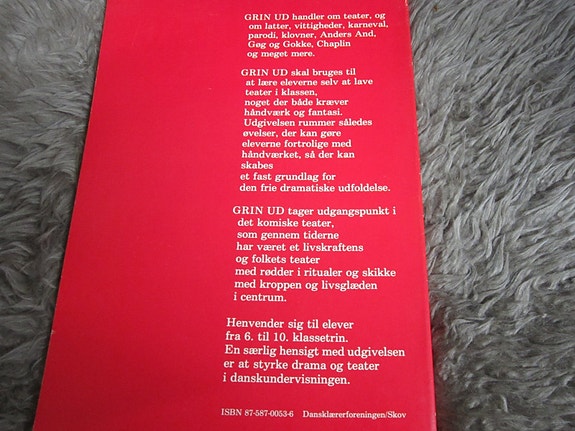 GRIN UD handler om teater, og
om latter, vittigheder, karneval,
parodi, klovner, Anders And,
Gøg og Gokke, Chaplin
og meget mere.
GRIN UD skal bruges til
at lære eleverne selv at lave
teater i klassen,
noget der både kræver
håndværk og fantasi.
Udgivelsen rummer således
øvelser, der kan gøre
eleverne fortrolige med
håndværket, så der kan
skabes
et fast grundlag for
den frie dramatiske udfoldelse.
GRIN UD tager udgangspunkt i
det komiske teater,
som gennem tiderne
har været et livskraftens
og folkets teater
med rødder i ritualer og skikke
med kroppen og livsglæden
i centrum.
Henvender sig til elever
fra 6. til 10. klassetrin.
En særlig hensigt med udgivelsen
er at styrke drama og teater
i danskundervisningen.
ISBN 87-587-0053-6 Dansklærerforeningen/Skov